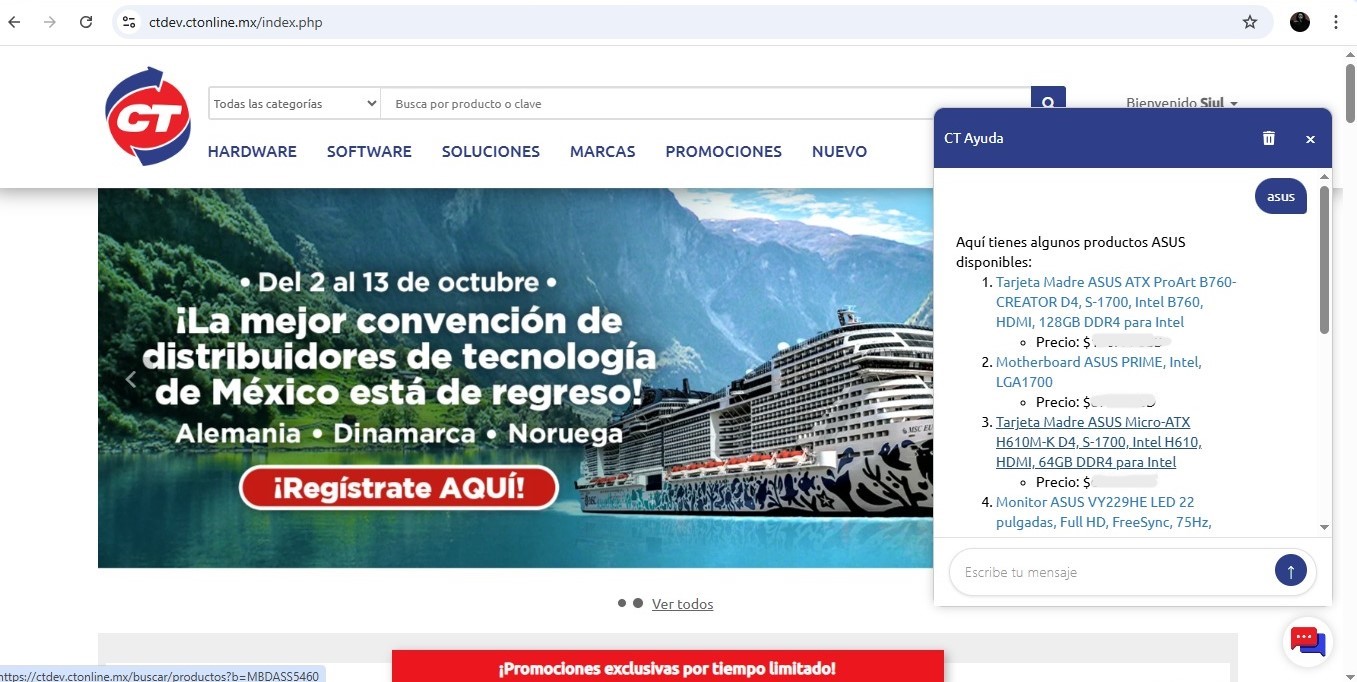 ctdev.ctonline.mx/index.php
CT
Todas las categorías
Busca por producto o clave
Bienvenido Siul
HARDWARE SOFTWARE SOLUCIONES MARCAS PROMOCIONES NUEVO
• Del 2 al 13 de octubre •
¡La mejor convención de
distribuidores de tecnología
de México está de regreso!
Alemania • Dinamarca • Noruega
¡Regístrate AQUÍ!
Ver todos
¡Promociones exclusivas por tiempo limitado!
CT Ayuda
asus
Aquí tienes algunos productos ASUS
disponibles:
1. Tarjeta Madre ASUS ATX ProArt B760-
CREATOR D4, S-1700, Intel B760,
HDMI, 128GB DDR4 para Intel
Precio: $
2. Motherboard ASUS PRIME, Intel,
LGA1700
Precio: $
3. Tarjeta Madre ASUS Micro-ATX
H610M-K D4, S-1700, Intel H610,
HDMI, 64GB DDR4 para Intel
Precio: $
4. Monitor ASUS VY229HE LED 22
pulgadas, Full HD, FreeSync, 75Hz,
Escribe tu mensaje
https://ctdev.ctonline.mx/buscar/productos?b=MBDASS5460